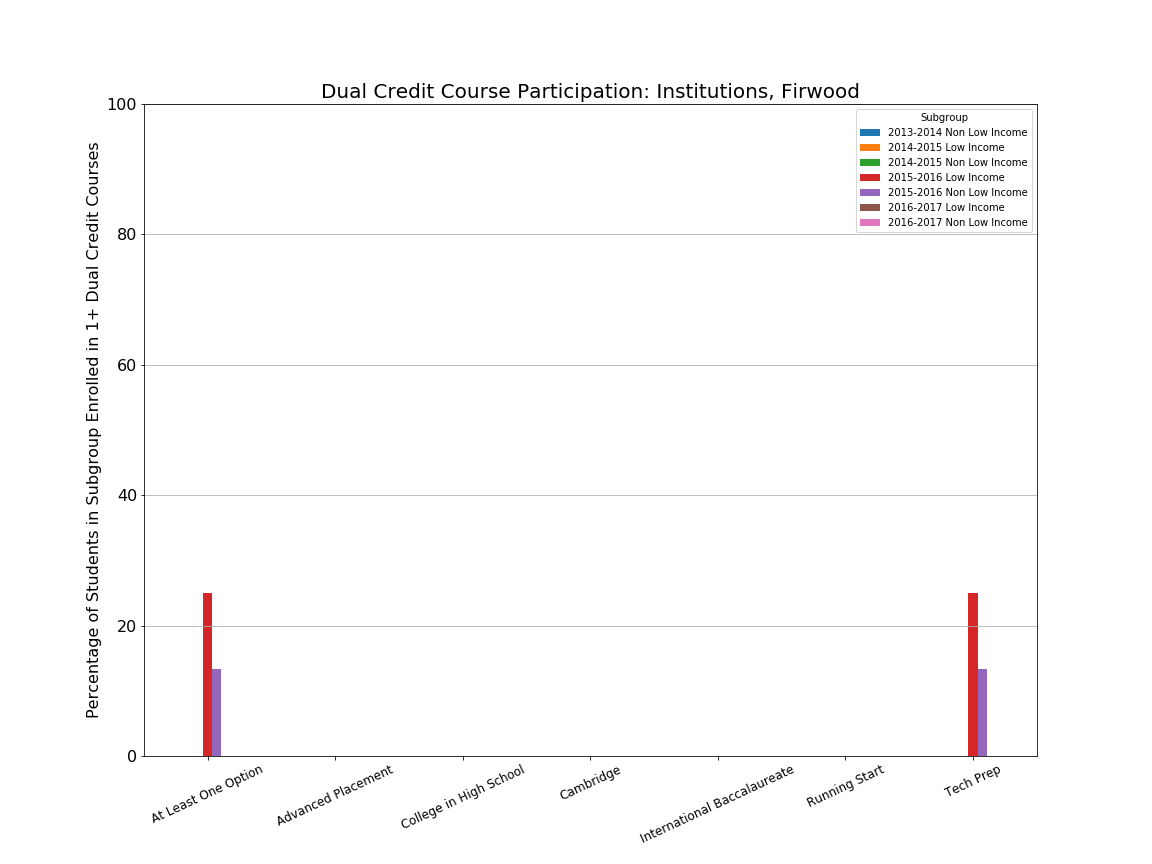 Dual Credit Course Participation: Institutions, Firwood
Percentage of Students in Subgroup Enrolled in 1+ Dual Credit Courses
100
80
60
40
20
0
Subgroup
2013-2014 Non Low Income
2014-2015 Low Income
2014-2015 Non Low Income
2015-2016 Low Income
2015-2016 Non Low Income
2016-2017 Low Income
2016-2017 Non Low Income
At Least One Option
Advanced Placement
College in High School
Cambridge
International Baccalaureate
Running Start
Tech Prep